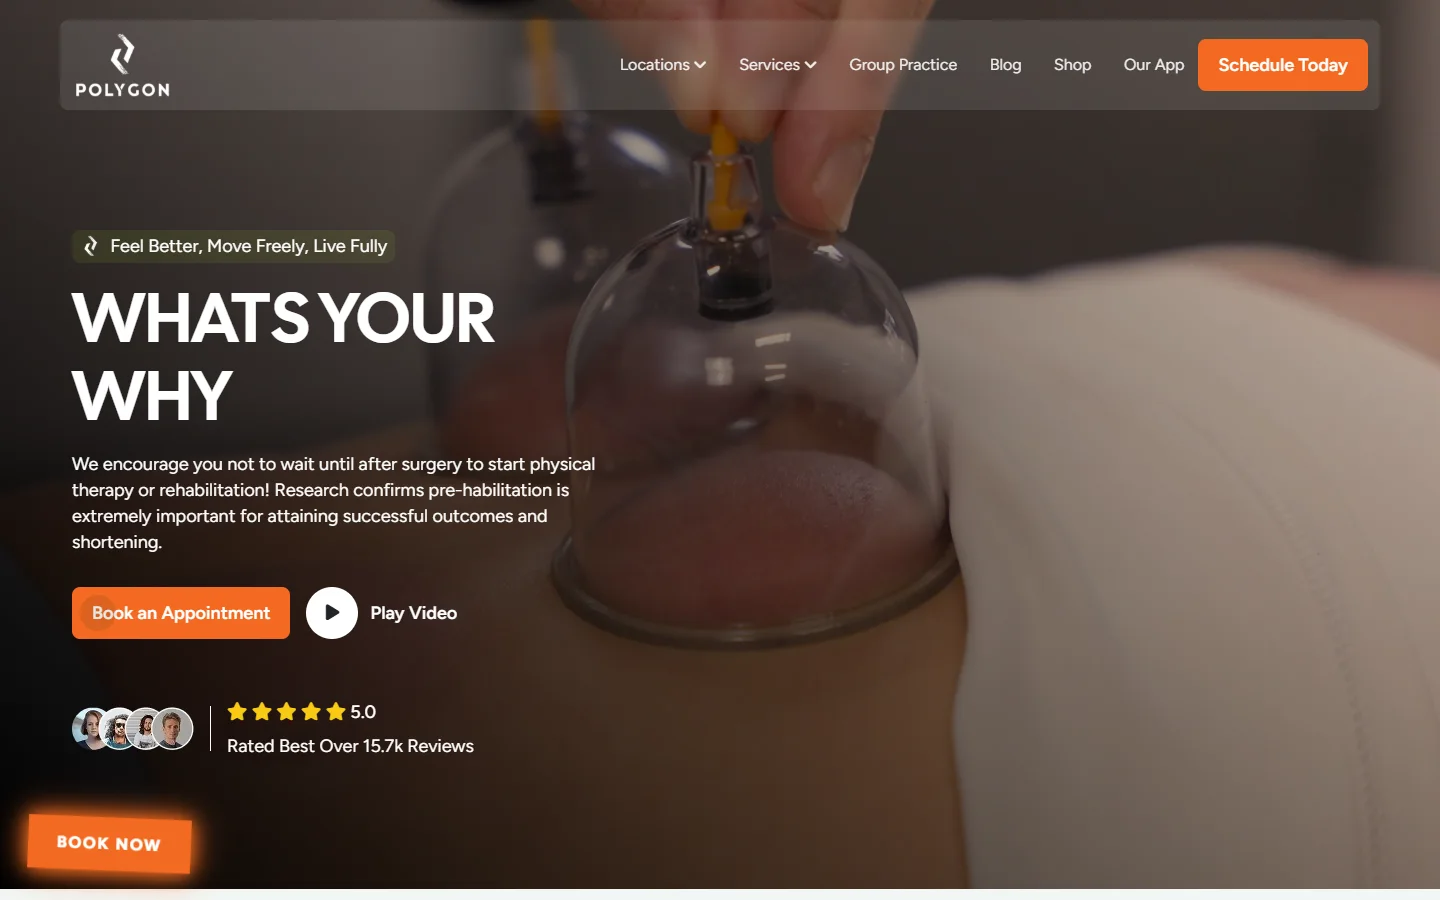 POLYGON
Locations
Services
Group Practice
Blog
Shop
Our App
Schedule Today
Feel Better, Move Freely, Live Fully
WHATS YOUR
WHY
We encourage you not to wait until after surgery to start physical
therapy or rehabilitation! Research confirms pre-habilitation is
extremely important for attaining successful outcomes and
shortening.
Book an Appointment
Play Video
5.0
Rated Best Over 15.7k Reviews
BOOK NOW